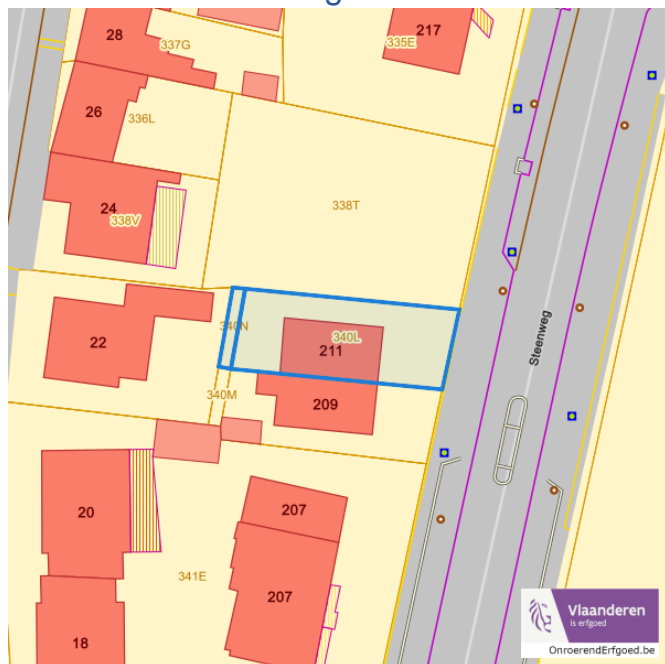 28
337G
217
335E
26
336L
24
338V
338T
340N
340L
211
22
Steenweg
340M
209
20
207
341E
207
18
Vlaanderen
is erfgoed
OnroerendErfgoed.be